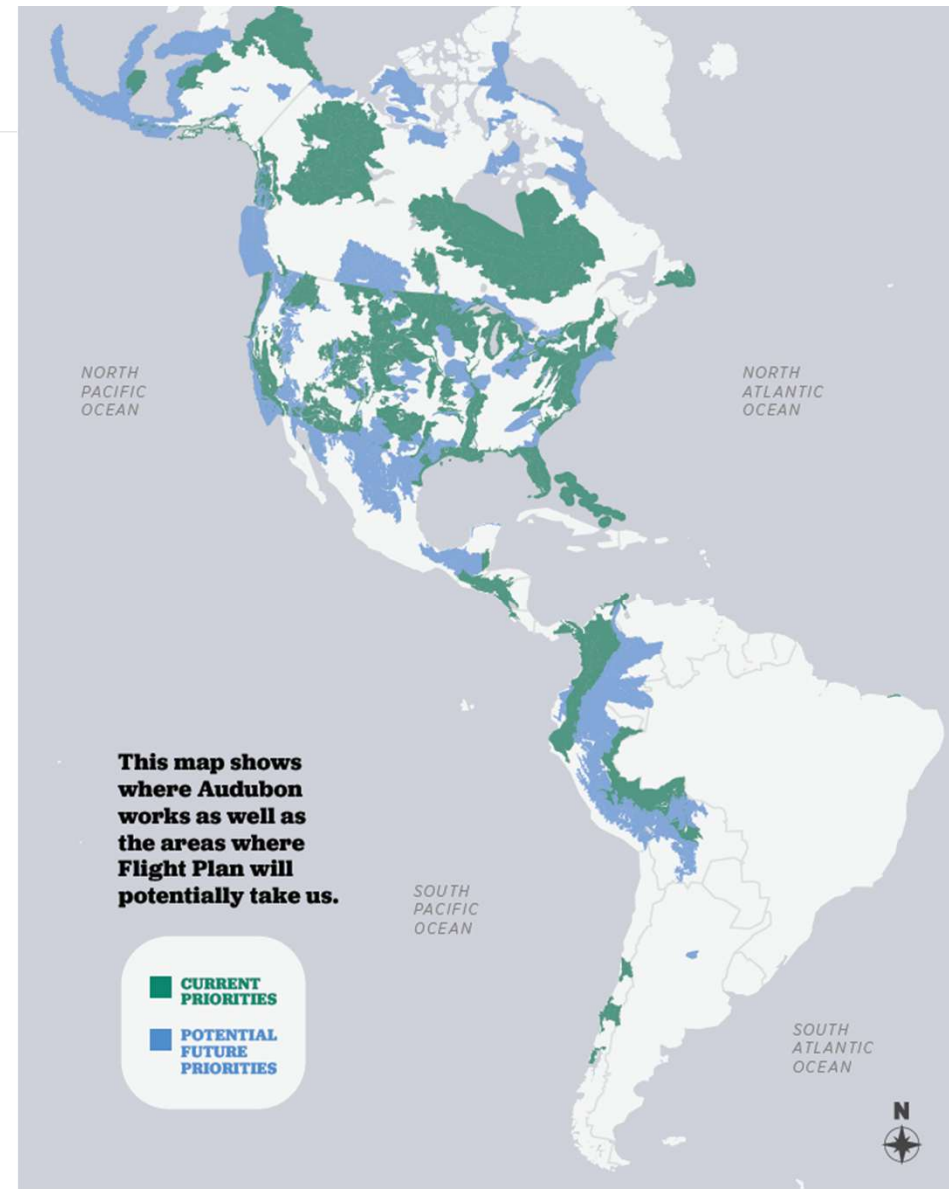 NORTH
PACIFIC
OCEAN
NORTH
ATLANTIC
OCEAN
This map shows
where Audubon
works as well as
the areas where
Flight Plan will
potentially take us.
SOUTH
PACIFIC
OCEAN
CURRENT
PRIORITIES
POTENTIAL
FUTURE
PRIORITIES
SOUTH
ATLANTIC
OCEAN
N